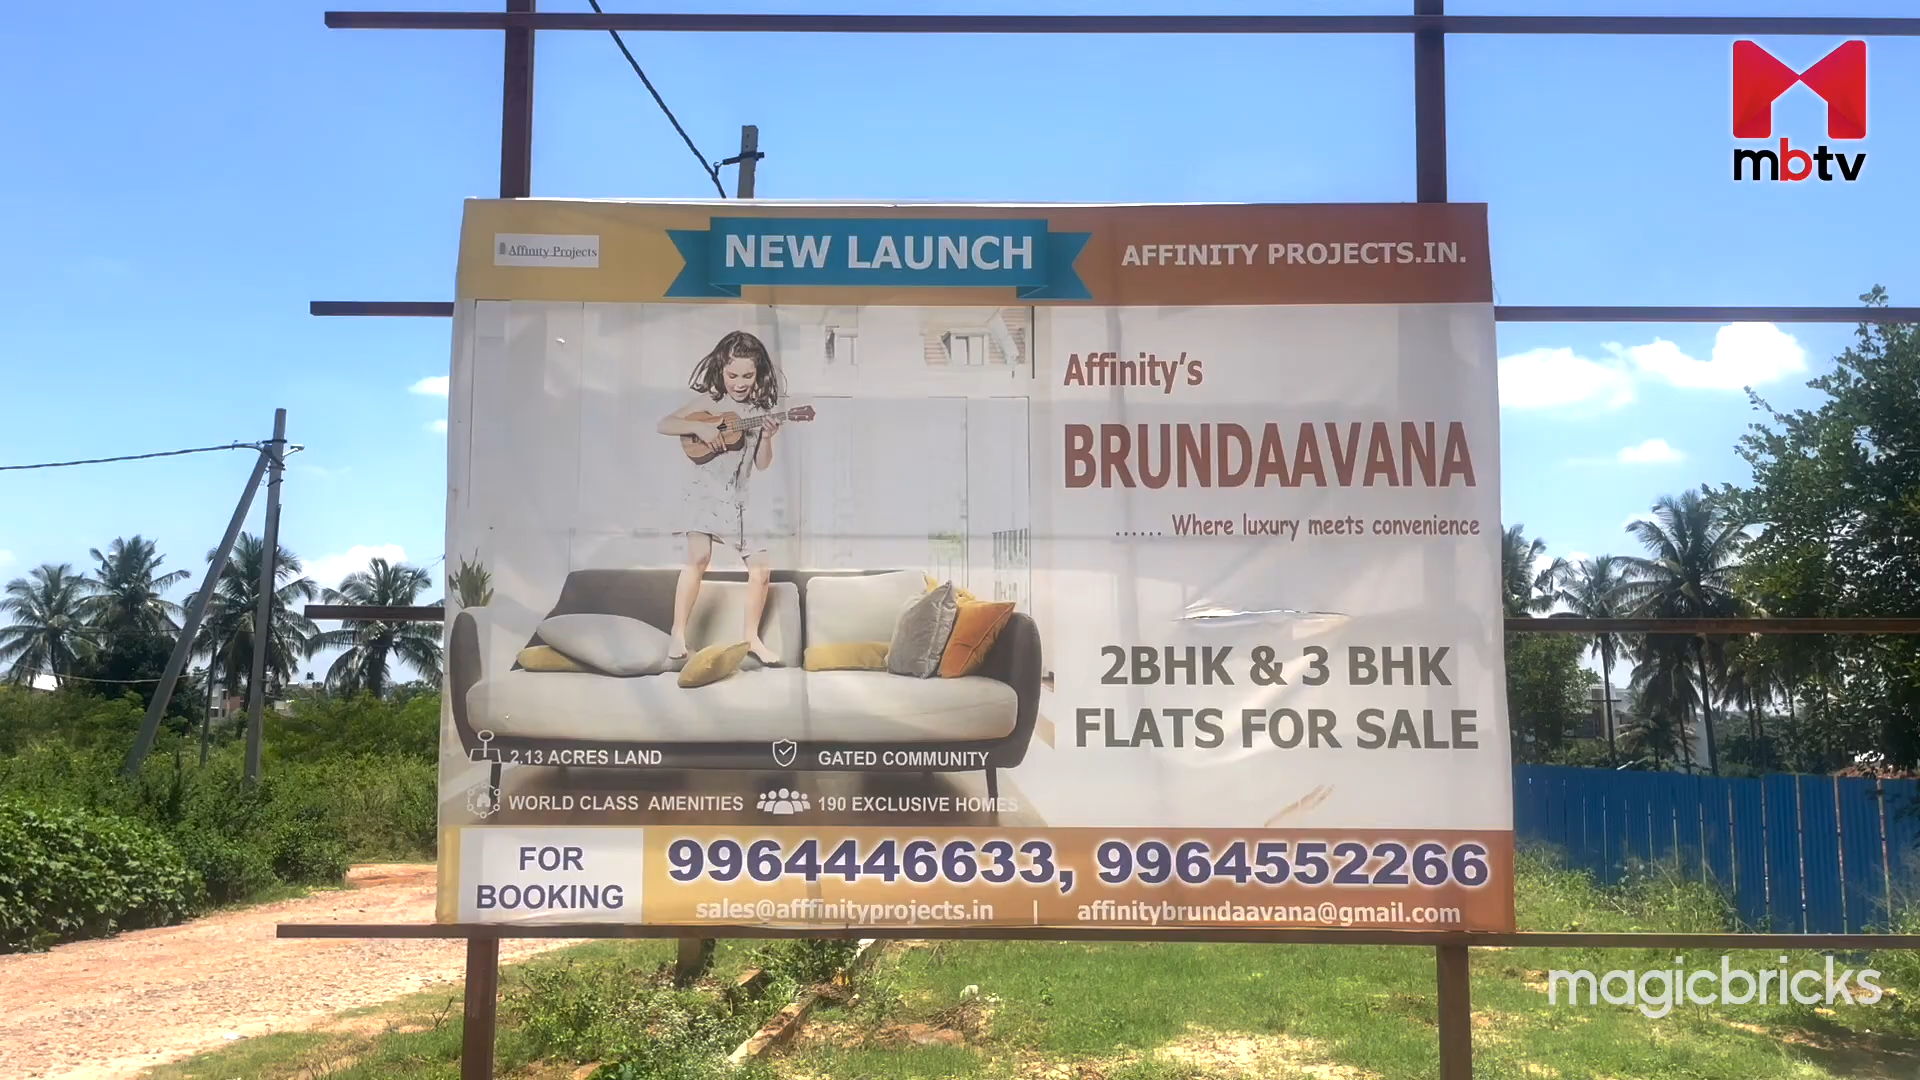 mbtv
Affinity Projects
NEW LAUNCH
AFFINITY PROJECTS.IN.
Affinity's
BRUNDAAVANA
...... Where luxury meets convenience
2BHK & 3 BHK
FLATS FOR SALE
2.13 ACRES LAND
GATED COMMUNITY
WORLD CLASS AMENITIES
190 EXCLUSIVE HOMES
FOR
BOOKING
9964446633, 9964552266
sales@afffinityprojects.in | affinitybrundaavana@gmail.com
magicbricks